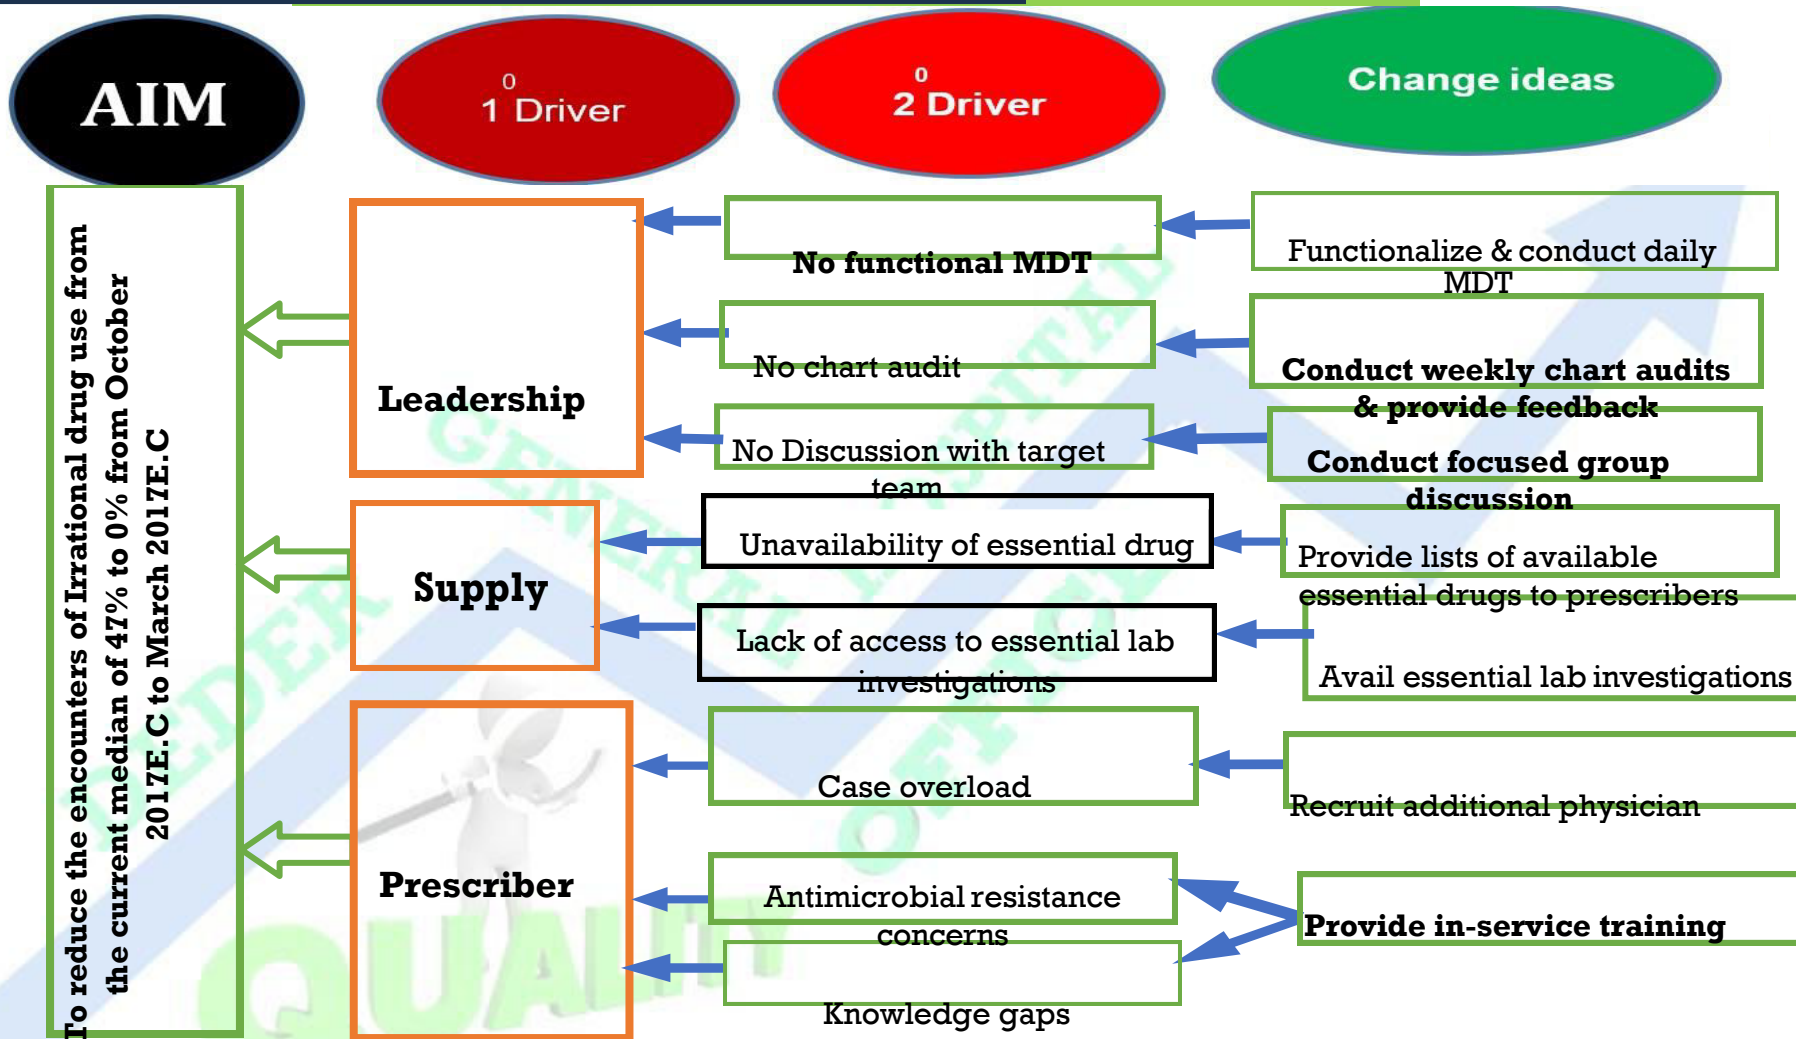 AIM
1 0 Driver
2 0 Driver
Change ideas
To reduce the encounters of Irrational drug use from
the current median of 47% to 0% from October
2017E.C to March 2017E.C
Leadership
No functional MDT
Functionalize & conduct daily
MDT
No chart audit
Conduct weekly chart audits
& provide feedback
No Discussion with target
team
Conduct focused group
discussion
Supply
Unavailability of essential drug
Provide lists of available
essential drugs to prescribers
Lack of access to essential lab
investigations
Avail essential lab investigations
Prescriber
Case overload
Recruit additional physician
Antimicrobial resistance
concerns
Provide in-service training
Knowledge gaps
DEDER GENERAL HOSPITAL
QUALITY OFFICE